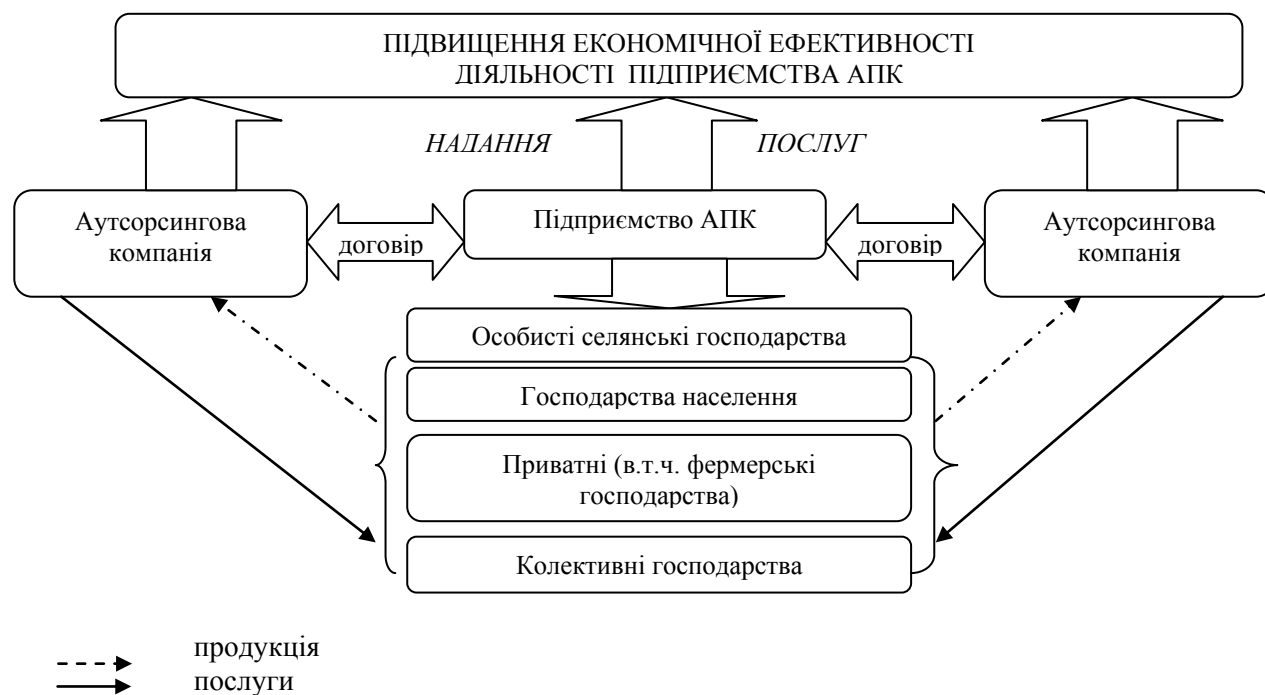 ПІДВИЩЕННЯ ЕКОНОМІЧНОЇ ЕФЕКТИВНОСТІ
ДІЯЛЬНОСТІ ПІДПРИЄМСТВА АПК
НАДАННЯ ПОСЛУГ
Аутсорсингова
компанія
договір
Підприємство АПК
договір
Аутсорсингова
компанія
Особисті селянські господарства
Господарства населення
Приватні (в.т.ч. фермерські
господарства)
Колективні господарства
продукція
послуги